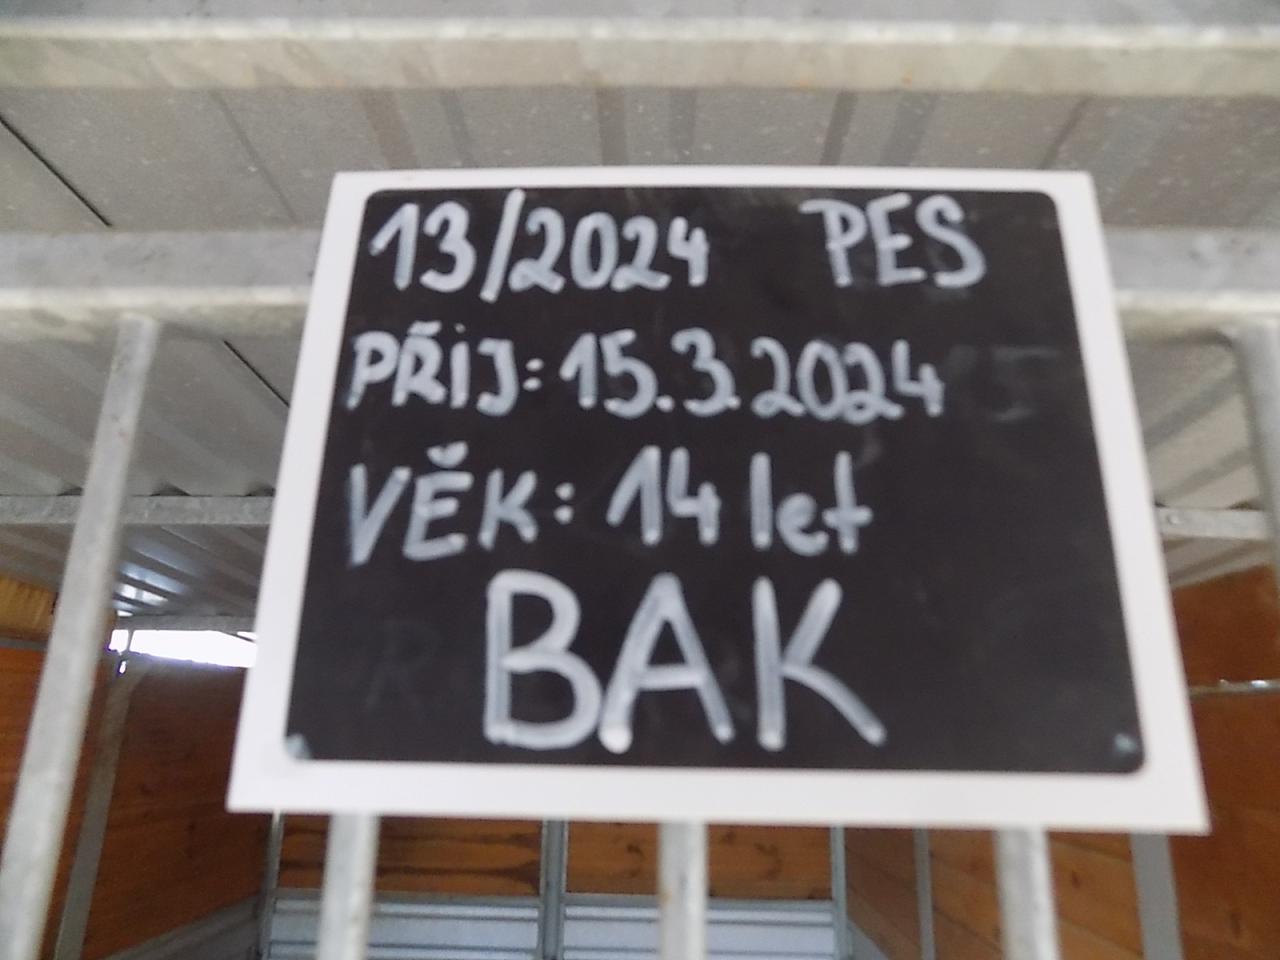 13/2024 PES
PŘIJ: 15.3.2024
VĚK: 14 let
BAK